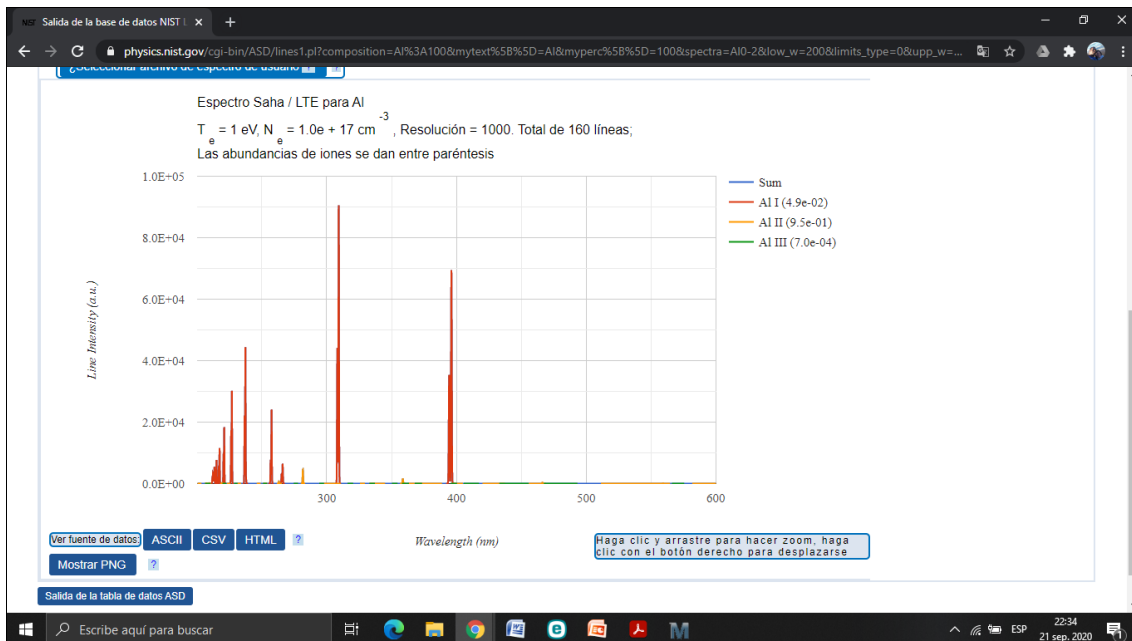 NIST Salida de la base de datos NIST L
physics.nist.gov/cgi-bin/ASD/lines1.pl?composition=Al%3A100&mytext%5B%5D=Al&myperc%5B%5D=100&spectra=Al0-2&low_w=200&limits_type=0&upp_w=...
¿Seleccionar archivo de espectro de usuario ?
Espectro Saha / LTE para Al
T e = 1 eV, N e = 1.0e + 17 cm -3 , Resolución = 1000. Total de 160 líneas;
Las abundancias de iones se dan entre paréntesis
1.0E+05
8.0E+04
6.0E+04
4.0E+04
2.0E+04
0.0E+00
Line Intensity (a.u.)
300 400 500 600
Wavelength (nm)
Sum
Al I (4.9e-02)
Al II (9.5e-01)
Al III (7.0e-04)
Ver fuente de datos: ASCII CSV HTML ?
Haga clic y arrastre para hacer zoom, haga
clic con el botón derecho para desplazarse
Mostrar PNG ?
Salida de la tabla de datos ASD
Escribe aquí para buscar
ESP
22:34
21 sep. 2020